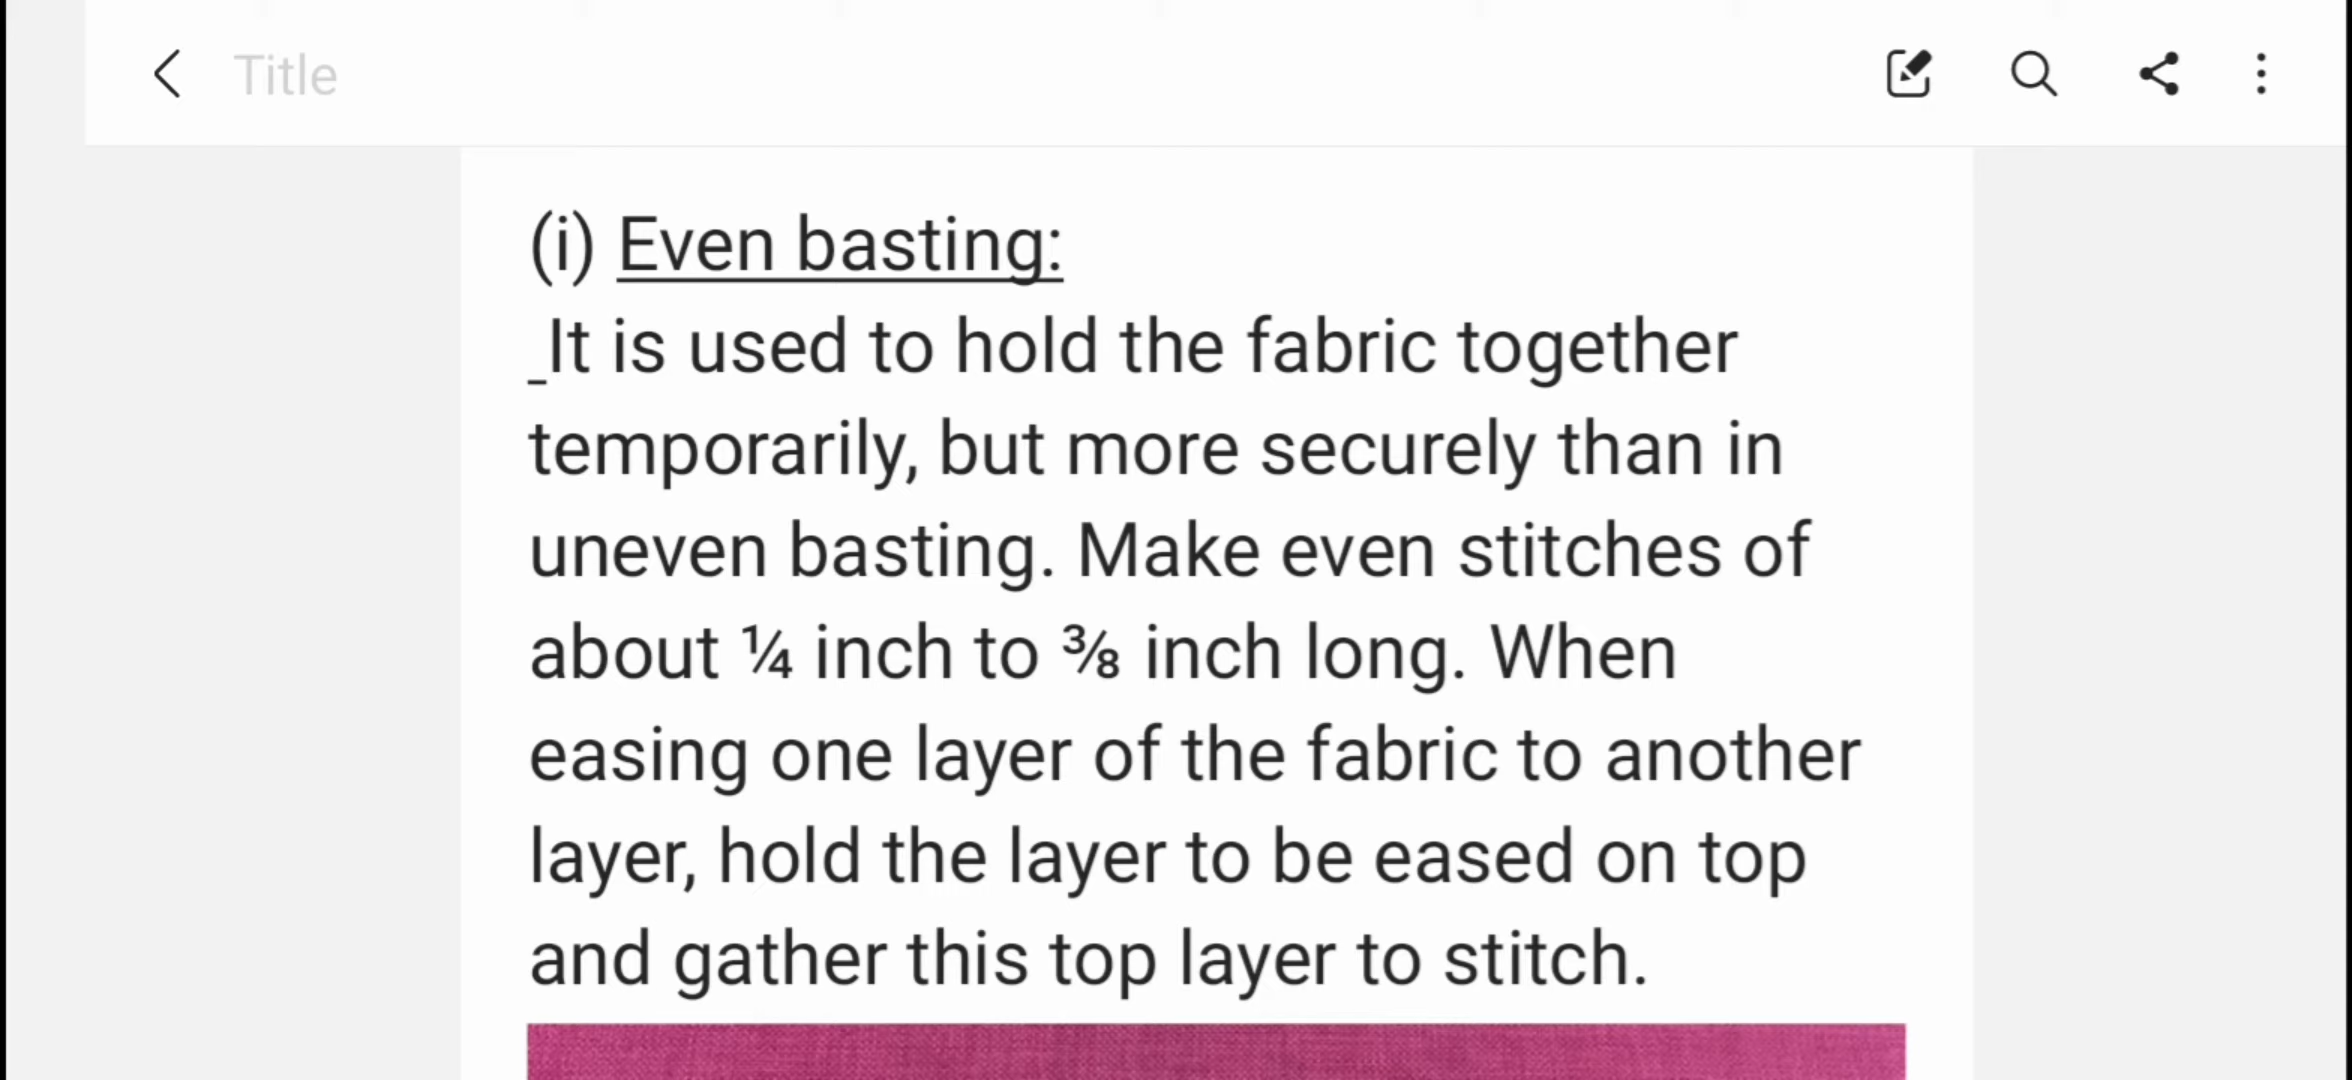 Title
(i) Even basting:
_It is used to hold the fabric together
temporarily, but more securely than in
uneven basting. Make even stitches of
about ¼ inch to ⅜ inch long. When
easing one layer of the fabric to another
layer, hold the layer to be eased on top
and gather this top layer to stitch.